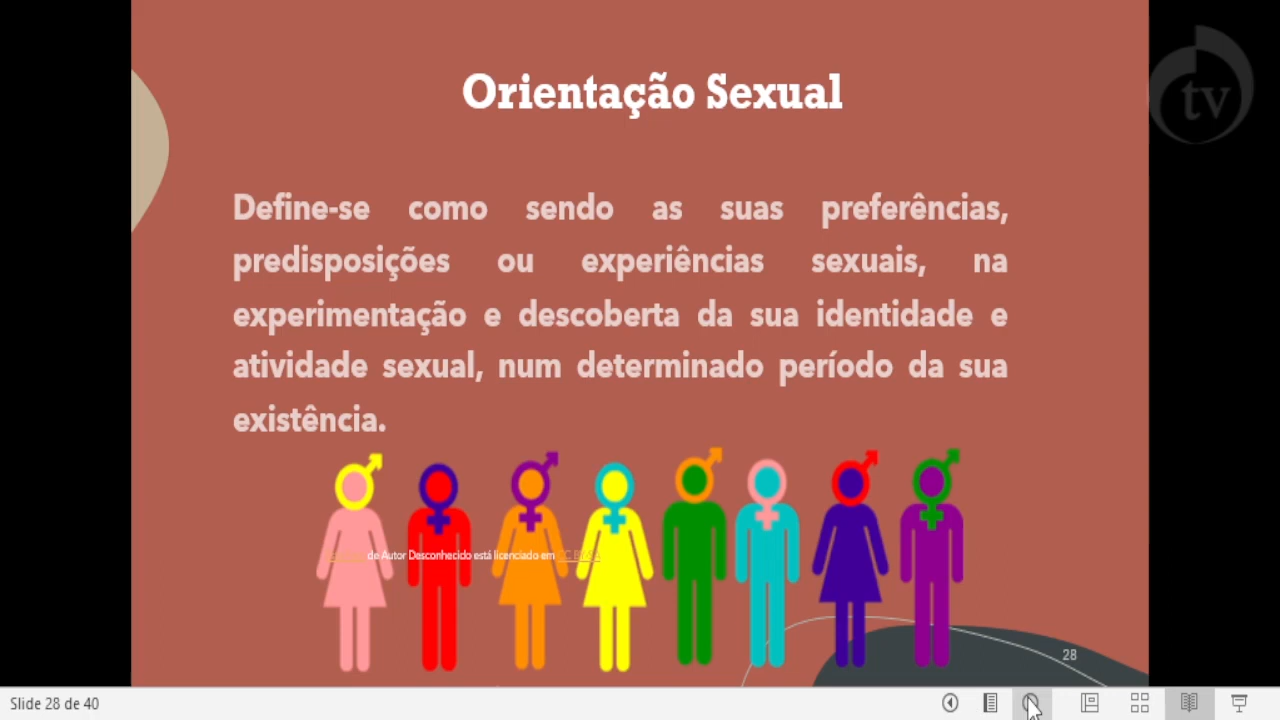 tv
Orientação Sexual
Define-se como sendo as suas preferências,
predisposições ou experiências sexuais, na
experimentação e descoberta da sua identidade e
atividade sexual, num determinado período da sua
existência.
de Autor Desconhecido está licenciado em
28
Slide 28 de 40